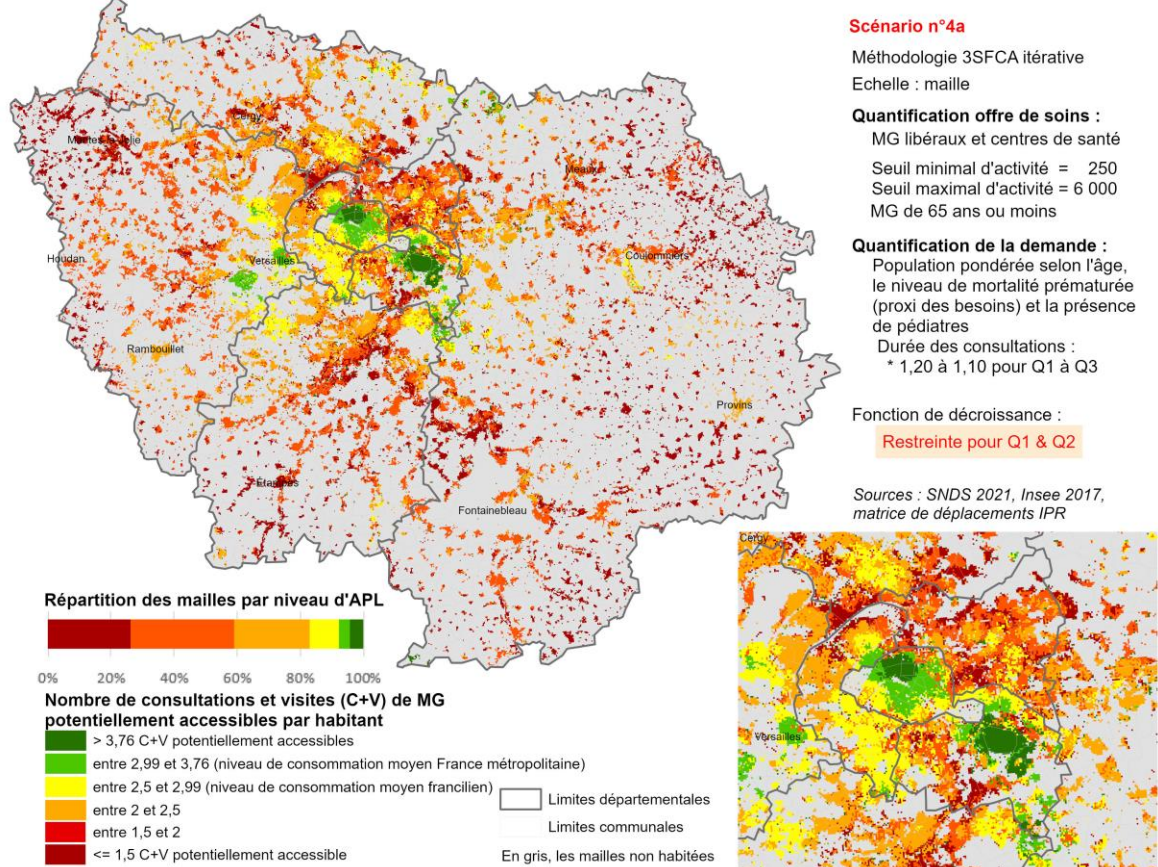 Scénario n°4a
Méthodologie 3SFCA itérative
Echelle : maille
Quantification offre de soins :
MG libéraux et centres de santé
Seuil minimal d'activité = 250
Seuil maximal d'activité = 6 000
MG de 65 ans ou moins
Quantification de la demande :
Population pondérée selon l'âge,
le niveau de mortalité prématurée
(proxi des besoins) et la présence
de pédiatres
Durée des consultations :
* 1,20 à 1,10 pour Q1 à Q3
Fonction de décroissance :
Restreinte pour Q1 & Q2
Sources : SNDS 2021, Insee 2017,
matrice de déplacements IPR
Cergy
Mantes-la-Jolie
Meaux
Houdan
Versailles
Coulommiers
Rambouillet
Provins
Étampes
Fontainebleau
Répartition des mailles par niveau d'APL
0% 20% 40% 60% 80% 100%
Nombre de consultations et visites (C+V) de MG
potentiellement accessibles par habitant
> 3,76 C+V potentiellement accessibles
entre 2,99 et 3,76 (niveau de consommation moyen France métropolitaine)
entre 2,5 et 2,99 (niveau de consommation moyen francilien)
entre 2 et 2,5
entre 1,5 et 2
<= 1,5 C+V potentiellement accessible
Limites départementales
Limites communales
En gris, les mailles non habitées
Cergy
Versailles